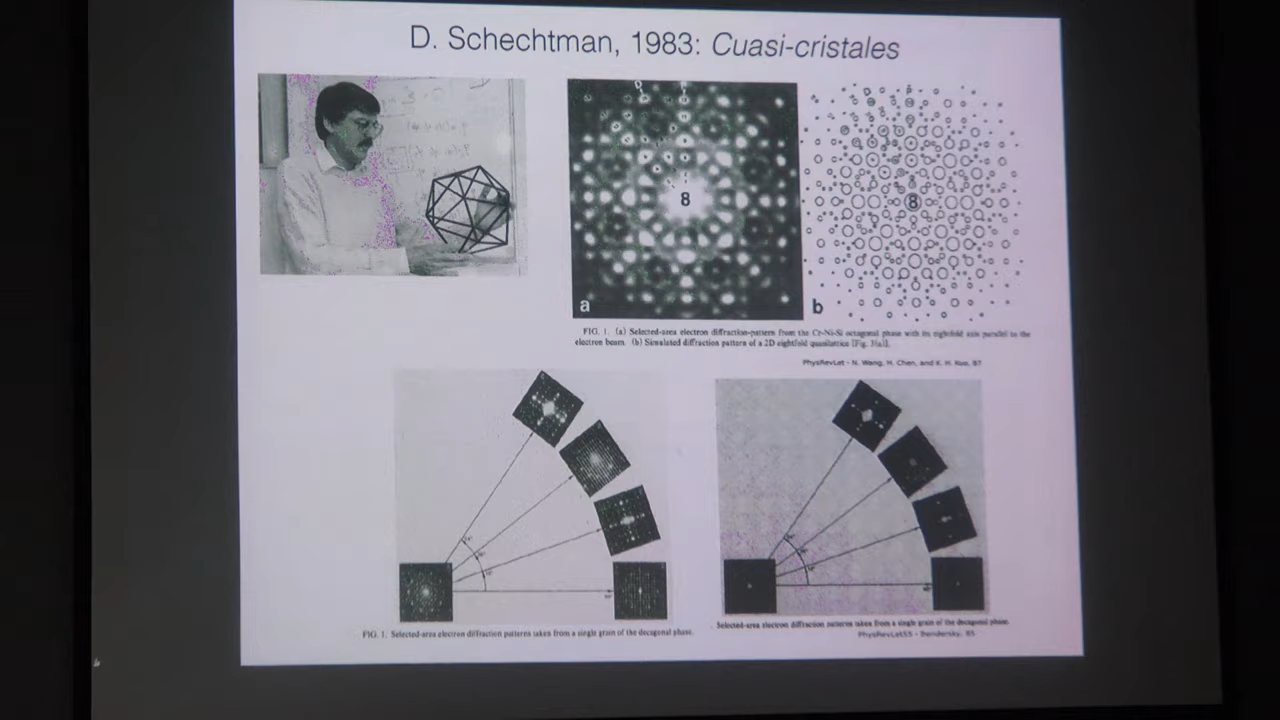 D. Schechtman, 1983: Cuasi-cristales
8
8
a
b
FIG. 1. (a) Selected-area electron diffraction-pattern from the Cr-Ni-Si octagonal phase with its eightfold axis parallel to the
electron beam. (b) Simulated diffraction pattern of a 2D eightfold quasilattice [Fig. 3(a)].
PhysRevLet - N. Wang, H. Chen, and K. H. Kuo, 87
FIG. 1. Selected-area electron diffraction patterns taken from a single grain of the decagonal phase.
Selected-area electron diffraction patterns taken from a single grain of the decagonal phase.
PhysRevLet55 - Bendersky, 85